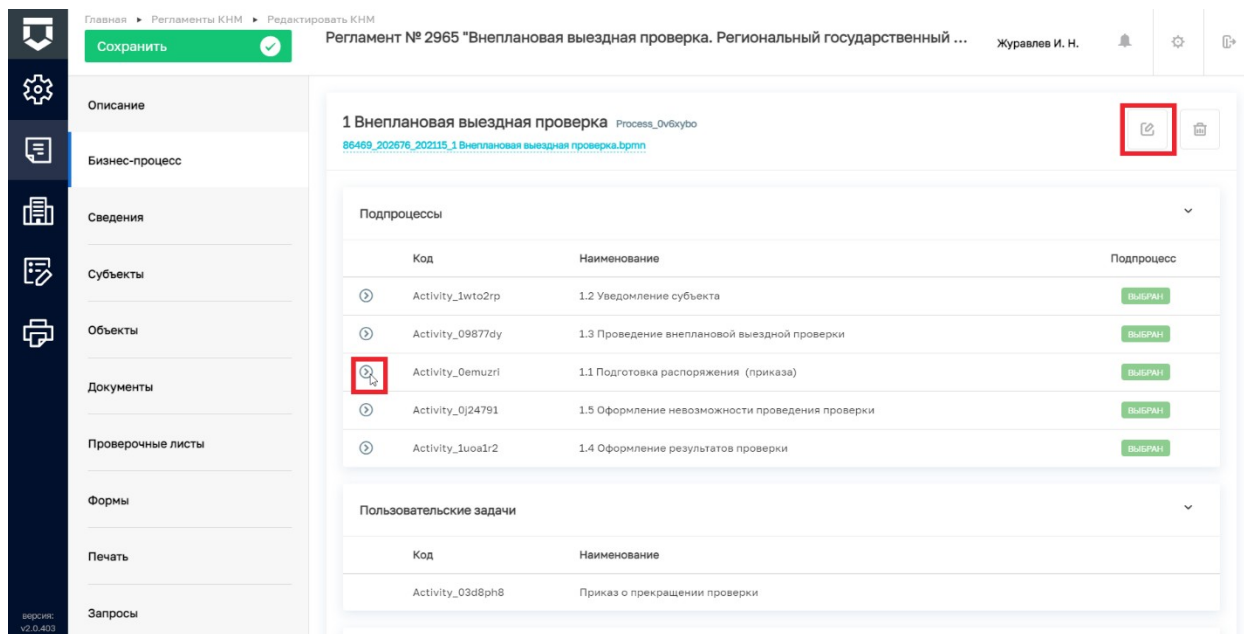 Главная ▸ Регламенты КНМ ▸ Редактировать КНМ
Сохранить
Регламент № 2965 "Внеплановая выездная проверка. Региональный государственный ...
Журавлев И. Н.
Описание
Бизнес-процесс
Сведения
Субъекты
Объекты
Документы
Проверочные листы
Формы
Печать
Запросы
версия:
v2.0.403
1 Внеплановая выездная проверка Process_0v6xybo
86469_202676_202115_1 Внеплановая выездная проверка.bpmn
Подпроцессы
Код Наименование Подпроцесс
Activity_1wto2rp 1.2 Уведомление субъекта ВЫБРАН
Activity_09877dy 1.3 Проведение внеплановой выездной проверки ВЫБРАН
Activity_0emuzri 1.1 Подготовка распоряжения (приказа) ВЫБРАН
Activity_0j24791 1.5 Оформление невозможности проведения проверки ВЫБРАН
Activity_1uoa1r2 1.4 Оформление результатов проверки ВЫБРАН
Пользовательские задачи
Код Наименование
Activity_03d8ph8 Приказ о прекращении проверки